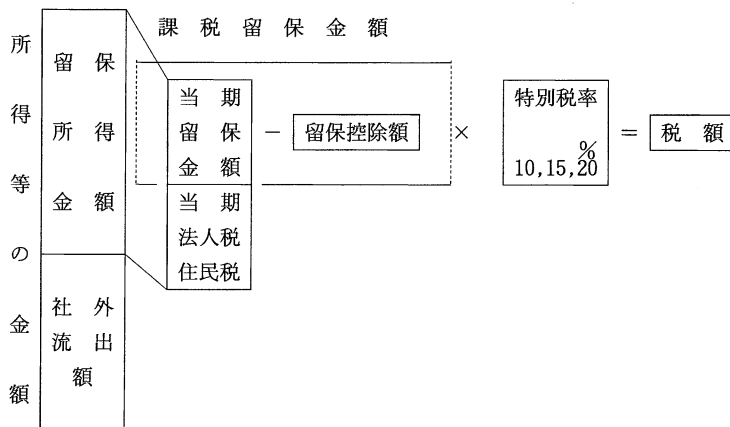 課税留保金額
所得等の金額
留保所得金額
社外流出額
当期留保金額
当期法人税住民税
－
留保控除額
×
特別税率
%
10,15,20
＝
税額